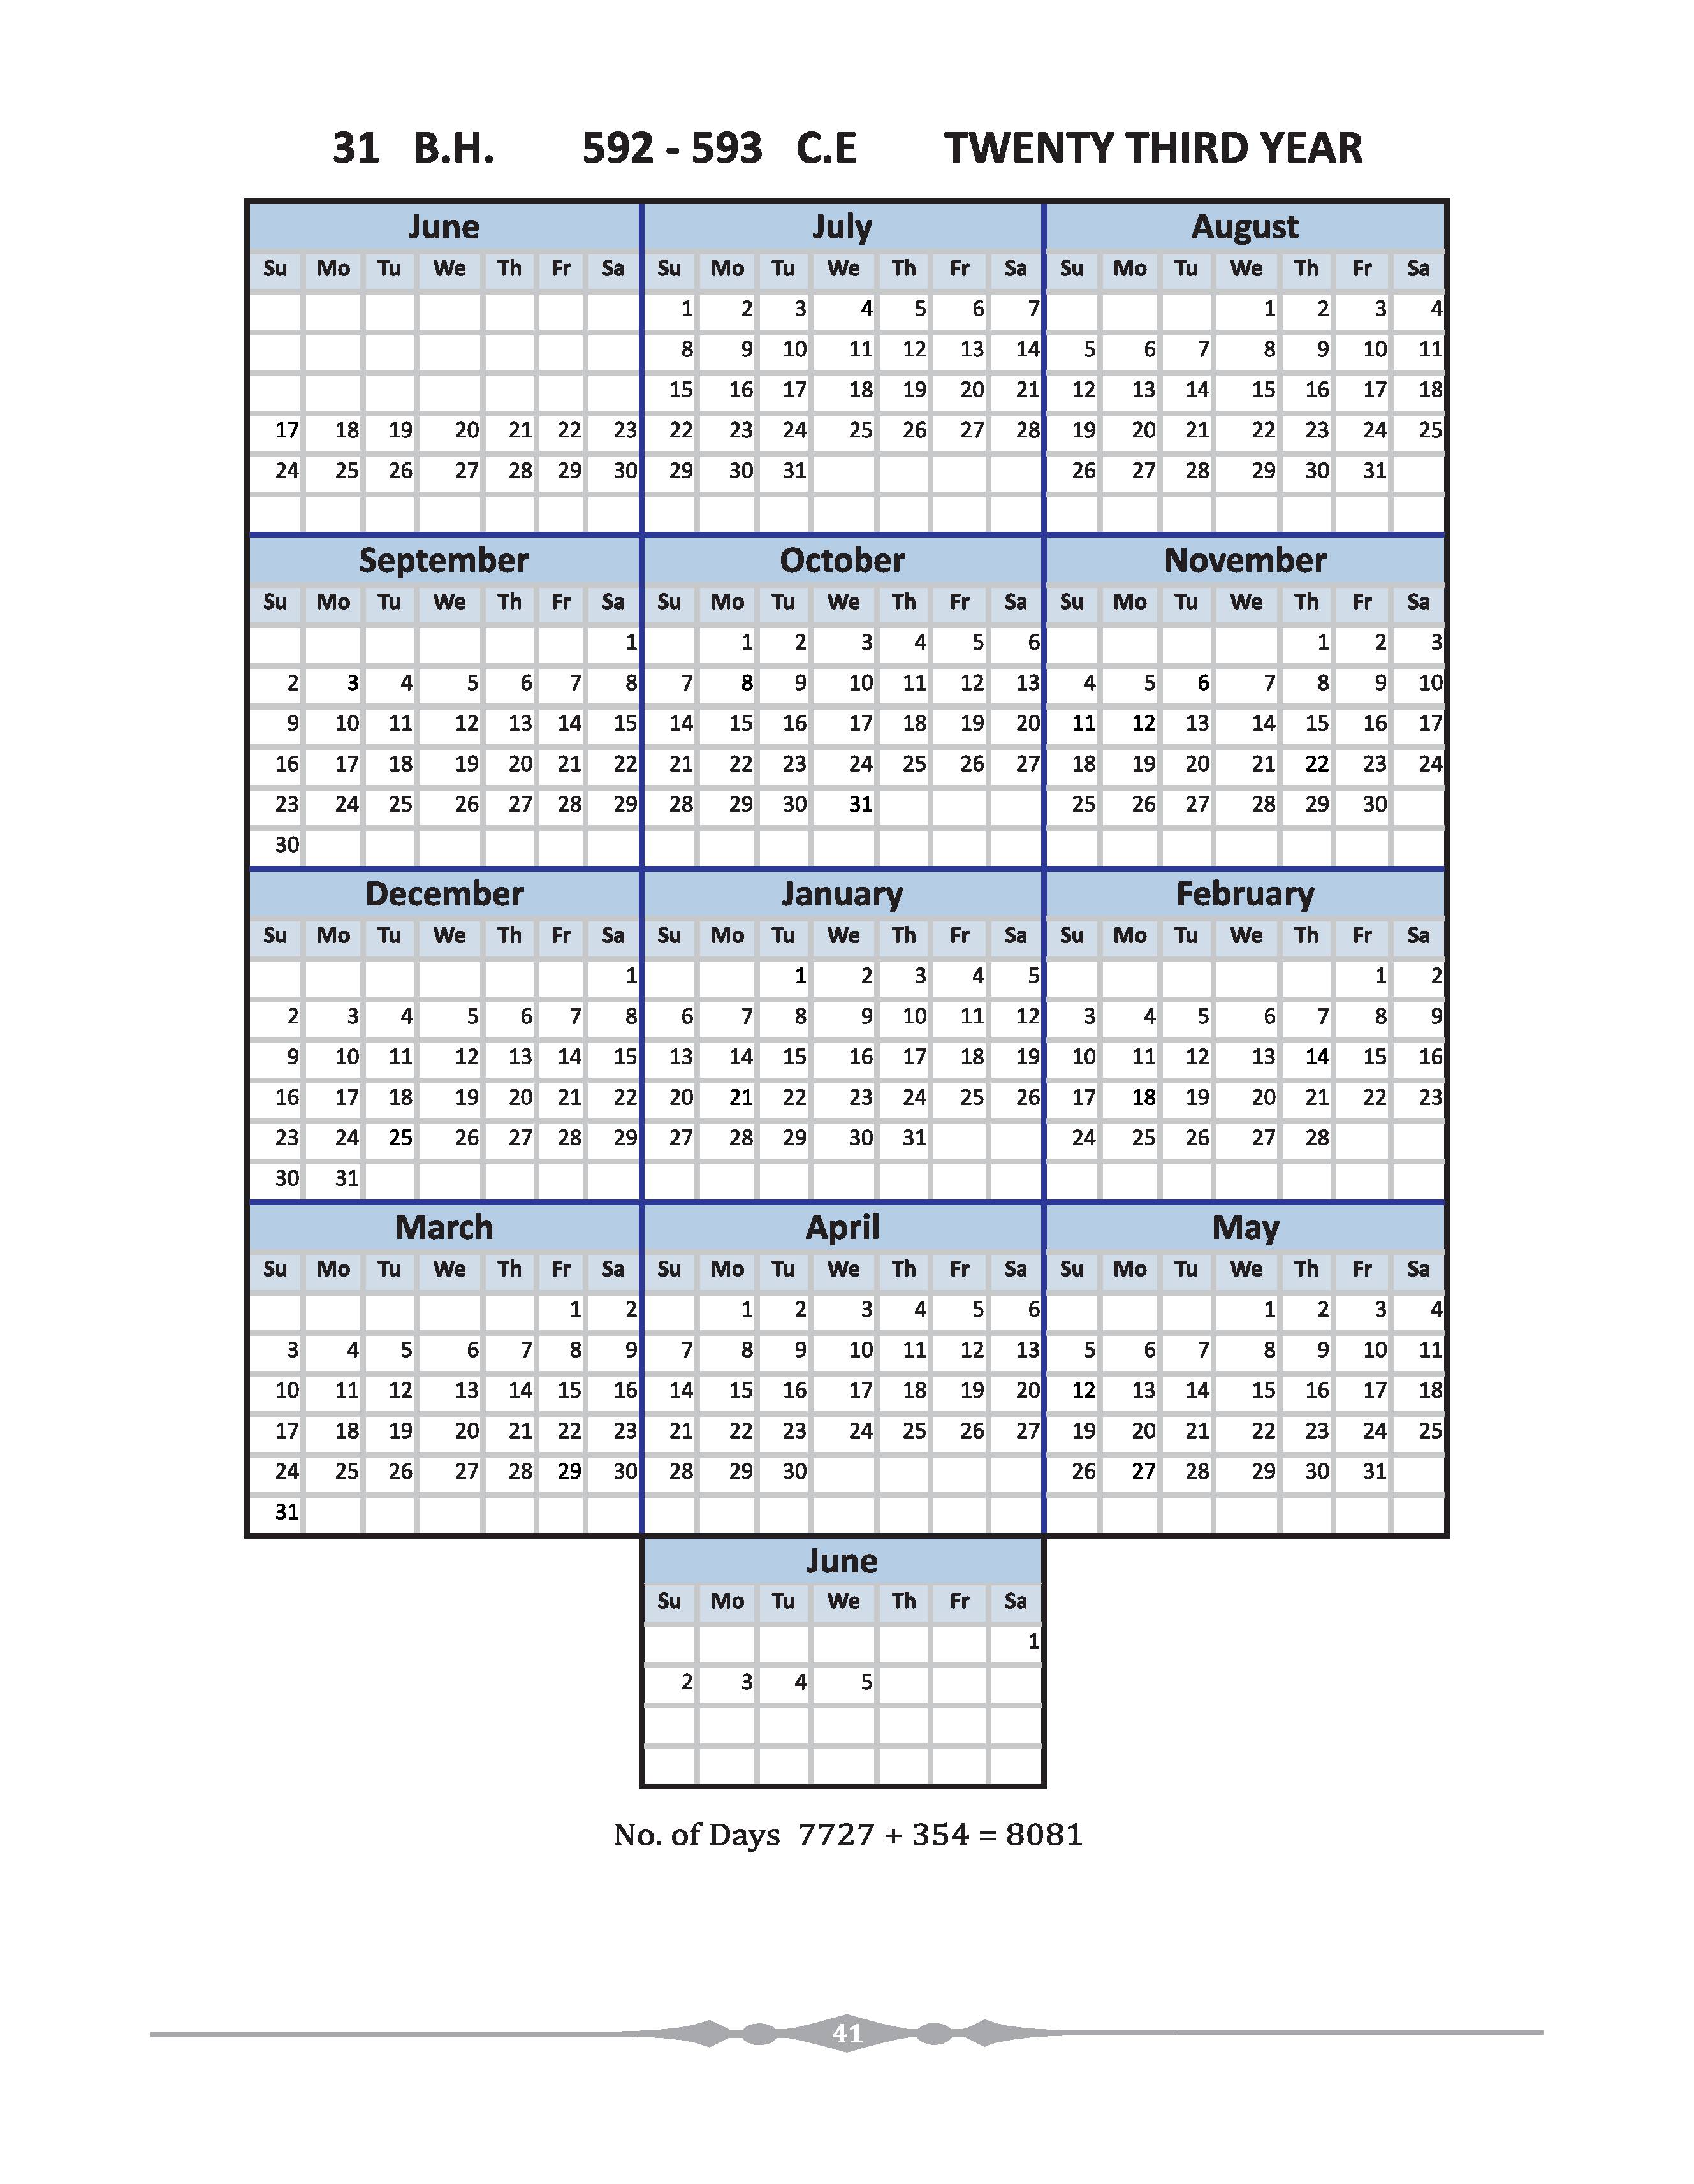 31 B.H. 592 - 593 C.E TWENTY THIRD YEAR
June July August
Su Mo Tu We Th Fr Sa Su Mo Tu We Th Fr Sa Su Mo Tu We Th Fr Sa
1 2 3 4 5 6 7 1 2 3 4
8 9 10 11 12 13 14 5 6 7 8 9 10 11
15 16 17 18 19 20 21 12 13 14 15 16 17 18
17 18 19 20 21 22 23 22 23 24 25 26 27 28 19 20 21 22 23 24 25
24 25 26 27 28 29 30 29 30 31 26 27 28 29 30 31
September October November
Su Mo Tu We Th Fr Sa Su Mo Tu We Th Fr Sa Su Mo Tu We Th Fr Sa
1 1 2 3 4 5 6 1 2 3
2 3 4 5 6 7 8 7 8 9 10 11 12 13 4 5 6 7 8 9 10
9 10 11 12 13 14 15 14 15 16 17 18 19 20 11 12 13 14 15 16 17
16 17 18 19 20 21 22 21 22 23 24 25 26 27 18 19 20 21 22 23 24
23 24 25 26 27 28 29 28 29 30 31 25 26 27 28 29 30
30
December January February
Su Mo Tu We Th Fr Sa Su Mo Tu We Th Fr Sa Su Mo Tu We Th Fr Sa
1 1 2 3 4 5 1 2
2 3 4 5 6 7 8 6 7 8 9 10 11 12 3 4 5 6 7 8 9
9 10 11 12 13 14 15 13 14 15 16 17 18 19 10 11 12 13 14 15 16
16 17 18 19 20 21 22 20 21 22 23 24 25 26 17 18 19 20 21 22 23
23 24 25 26 27 28 29 27 28 29 30 31 24 25 26 27 28
30 31
March April May
Su Mo Tu We Th Fr Sa Su Mo Tu We Th Fr Sa Su Mo Tu We Th Fr Sa
1 2 1 2 3 4 5 6 1 2 3 4
3 4 5 6 7 8 9 7 8 9 10 11 12 13 5 6 7 8 9 10 11
10 11 12 13 14 15 16 14 15 16 17 18 19 20 12 13 14 15 16 17 18
17 18 19 20 21 22 23 21 22 23 24 25 26 27 19 20 21 22 23 24 25
24 25 26 27 28 29 30 28 29 30 26 27 28 29 30 31
31
June
Su Mo Tu We Th Fr Sa
1
2 3 4 5
No. of Days 7727 + 354 = 8081
41